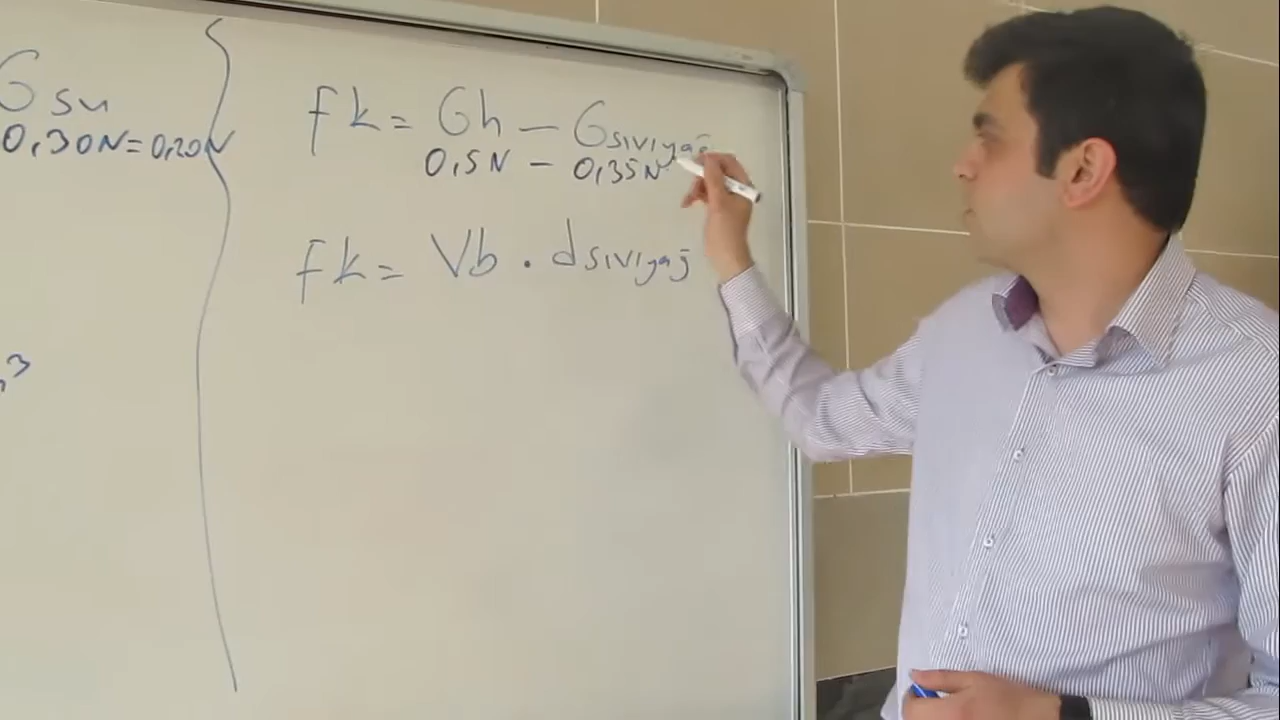 G su
0,30N=0,20N
fk = Gh – Gsıvıyağ
0,5N – 0,35N
fk = Vb . dsıvıyağ